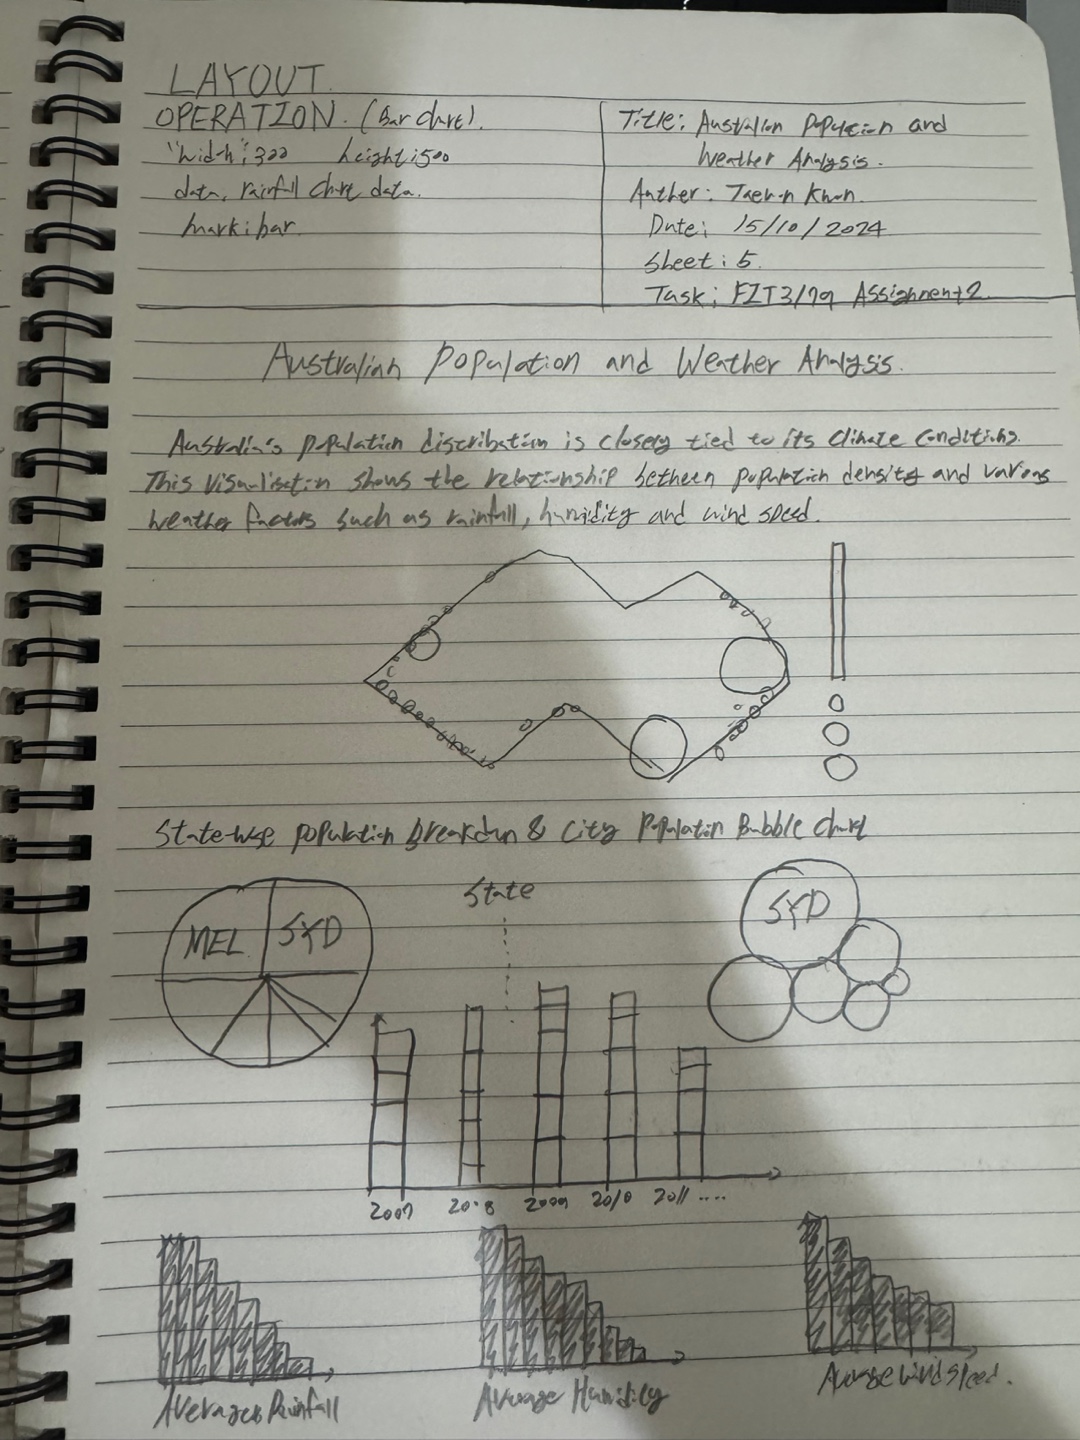 LAYOUT.
OPERATION. (Bar chart).
"width": 300 height: 500
data, rainfall chart data.
mark: bar.
Title: Australian Population and
Weather Analysis.
Author: Taeh Khon.
Date: 15/10/2024
Sheet: 5.
Task: FIT3179 Assignment 2.
Australian Population and Weather Analysis.
Australia's population distribution is closely tied to its climate conditions.
This visualisation shows the relationship between population density and various
weather factors such as rainfall, humidity and wind speed.
State-wise population breakdun & City Population Bubble Chart
MEL
SYD
State
SYD
2007 2008 2009 2010 2011 ....
Average Rainfall
Average Humidity
Average Wind Speed.